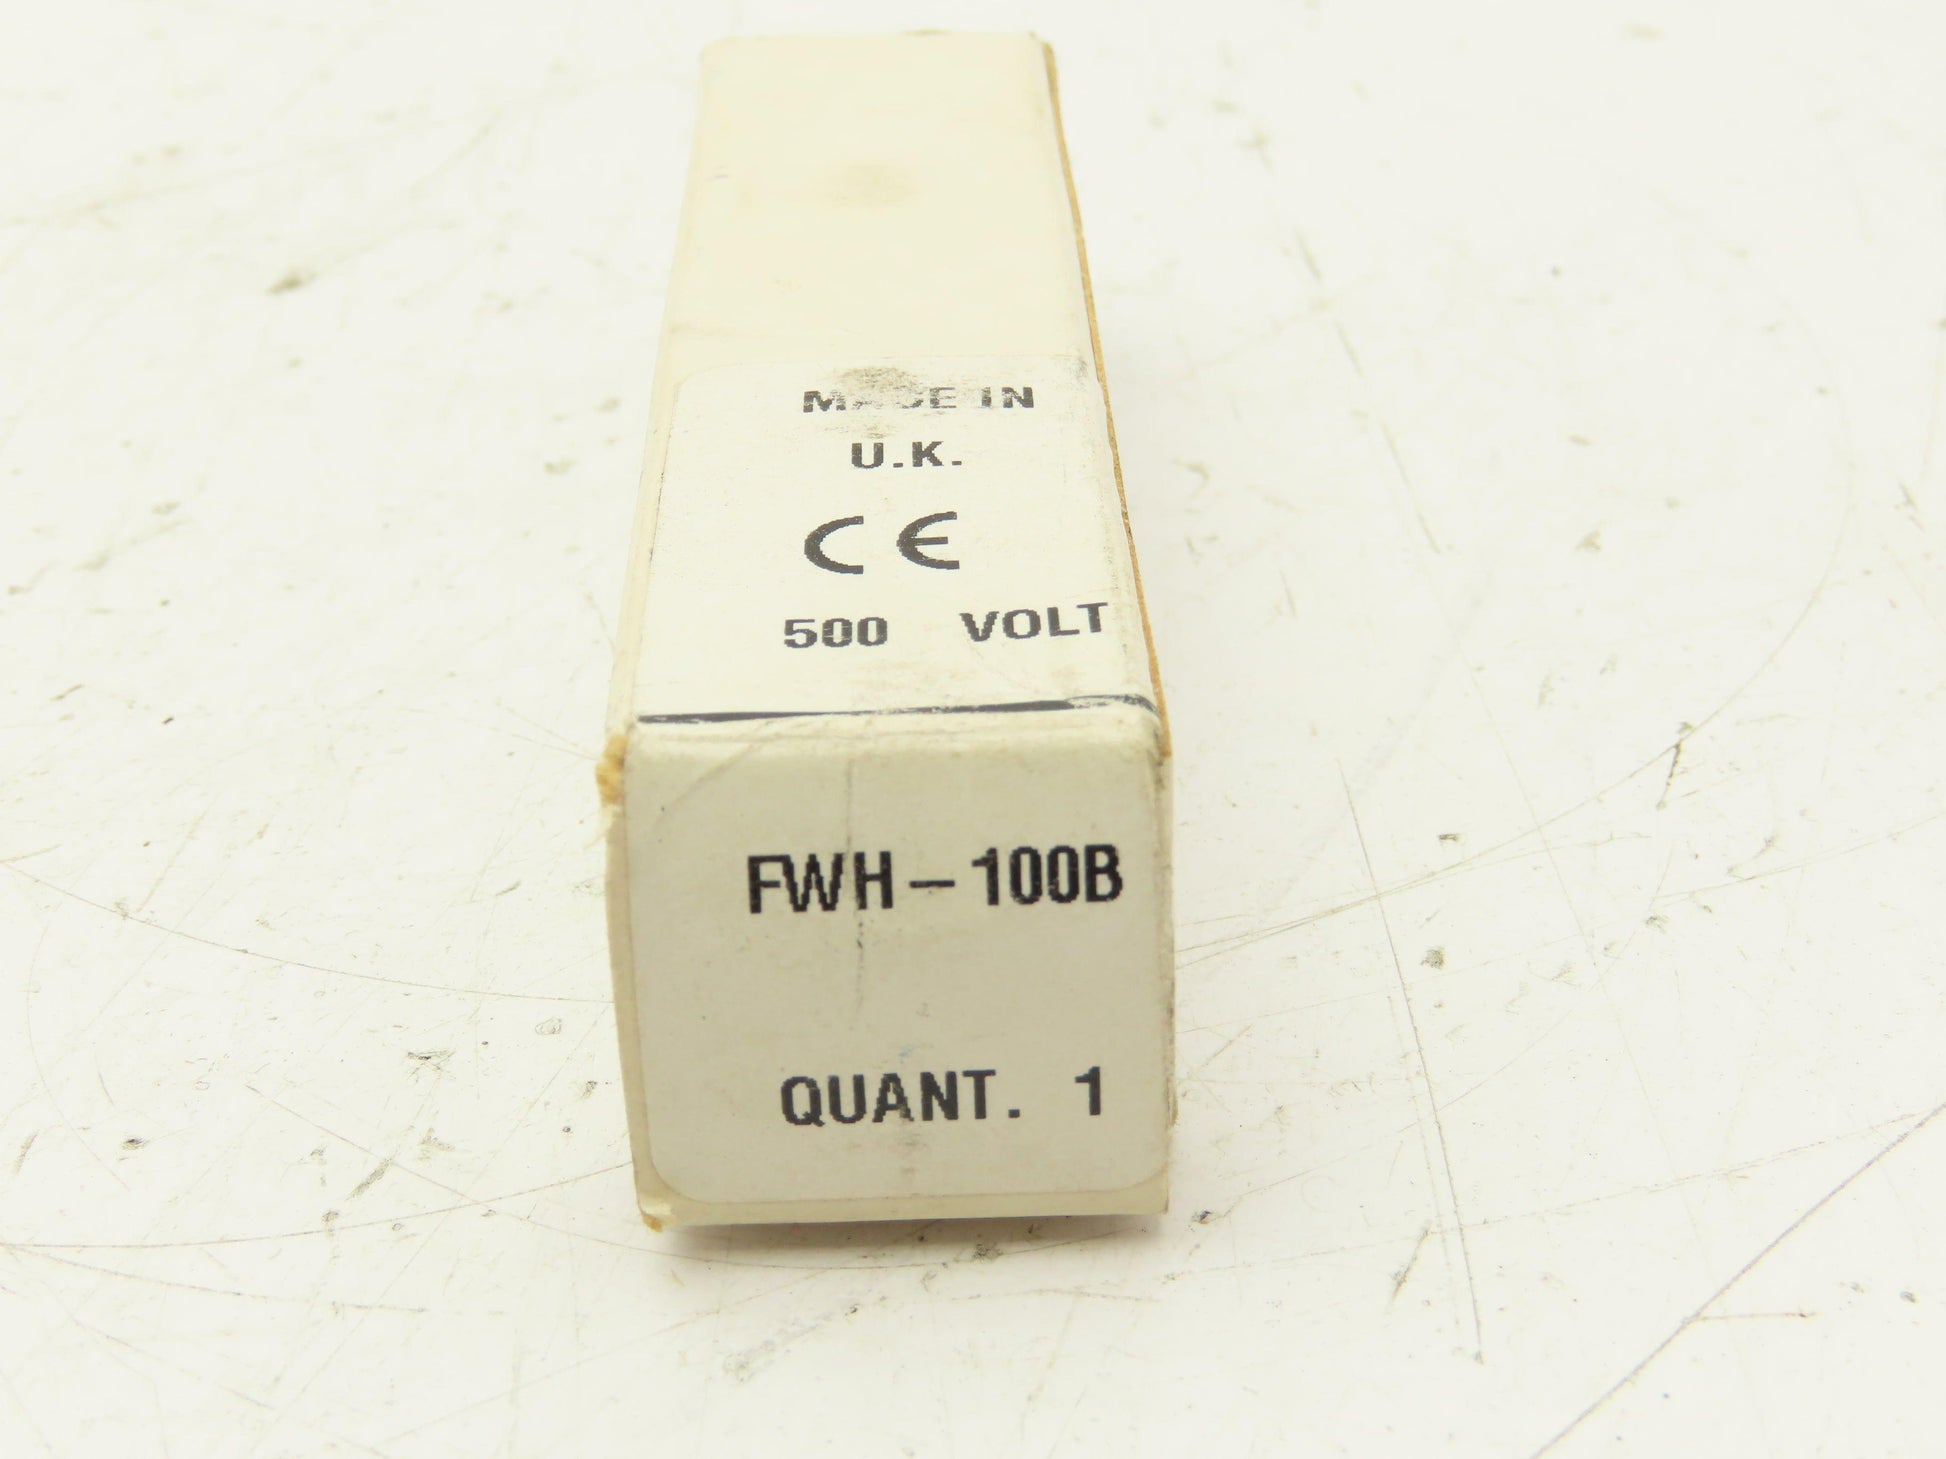 MADE IN
U.K.
CE
500 VOLT
FWH-100B
QUANT. 1